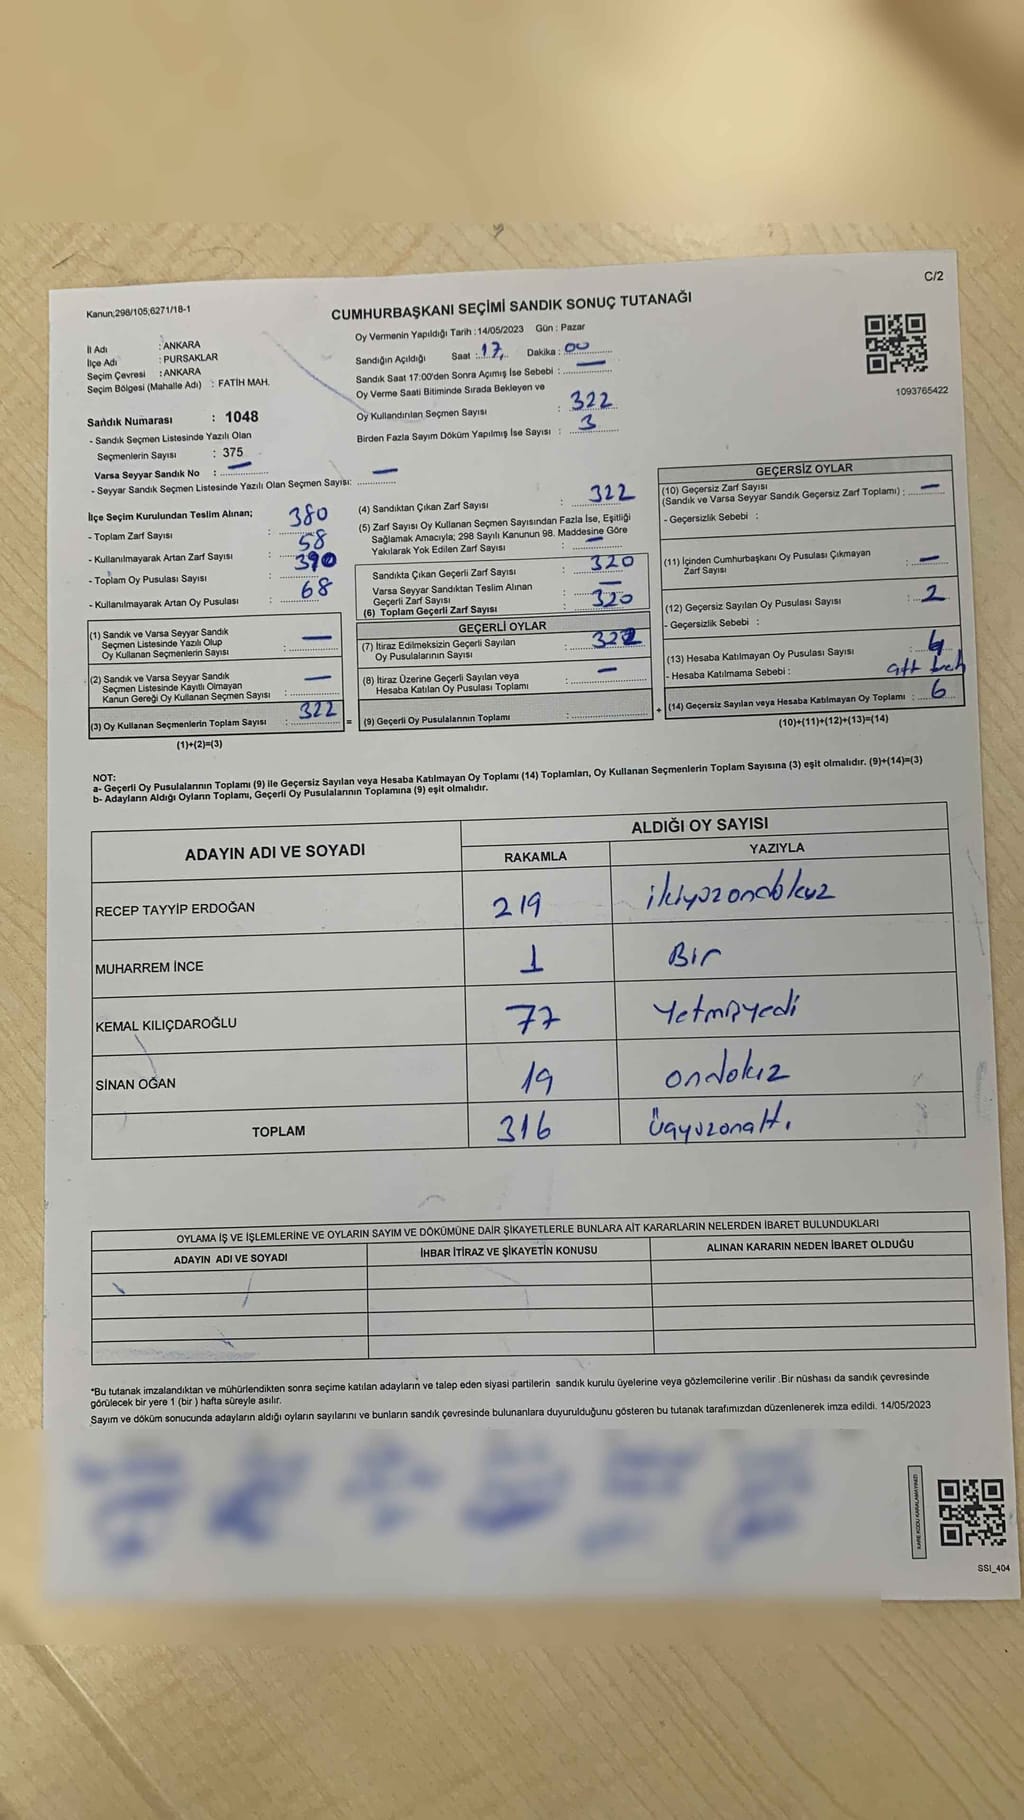 C/2
Kanun;298/105,6271/18-1
CUMHURBAŞKANI SEÇİMİ SANDIK SONUÇ TUTANAĞI
İl Adı : ANKARA
İlçe Adı : PURSAKLAR
Seçim Çevresi : ANKARA
Seçim Bölgesi (Mahalle Adı) : FATİH MAH.
Sandık Numarası : 1048
- Sandık Seçmen Listesinde Yazılı Olan
Seçmenlerin Sayısı : 375
Varsa Seyyar Sandık No : —
- Seyyar Sandık Seçmen Listesinde Yazılı Olan Seçmen Sayısı: —
Oy Vermenin Yapıldığı Tarih : 14/05/2023 Gün : Pazar
Sandığın Açıldığı Saat : 17, Dakika : 00
Sandık Saat 17:00'den Sonra Açımış İse Sebebi : —
Oy Verme Saati Bitiminde Sırada Bekleyen ve
Oy Kullandırılan Seçmen Sayısı : 322
Birden Fazla Sayım Döküm Yapılmış İse Sayısı : 3
1093765422
İlçe Seçim Kurulundan Teslim Alınan;
- Toplam Zarf Sayısı : 380
- Kullanılmayarak Artan Zarf Sayısı : 58
- Toplam Oy Pusulası Sayısı : 390
- Kullanılmayarak Artan Oy Pusulası : 68
(1) Sandık ve Varsa Seyyar Sandık
Seçmen Listesinde Yazılı Olup
Oy Kullanan Seçmenlerin Sayısı : —
(2) Sandık ve Varsa Seyyar Sandık
Seçmen Listesinde Kayıtlı Olmayan
Kanun Gereği Oy Kullanan Seçmen Sayısı : —
(3) Oy Kullanan Seçmenlerin Toplam Sayısı : 322
(1)+(2)=(3)
(4) Sandıktan Çıkan Zarf Sayısı : 322
(5) Zarf Sayısı Oy Kullanan Seçmen Sayısından Fazla İse, Eşitliği
Sağlamak Amacıyla; 298 Sayılı Kanunun 98. Maddesine Göre
Yakılarak Yok Edilen Zarf Sayısı : —
Sandıkta Çıkan Geçerli Zarf Sayısı : 320
Varsa Seyyar Sandıktan Teslim Alınan
Geçerli Zarf Sayısı : —
(6) Toplam Geçerli Zarf Sayısı : 320
GEÇERLİ OYLAR
(7) İtiraz Edilmeksizin Geçerli Sayılan
Oy Pusulalarının Sayısı : 322
(8) İtiraz Üzerine Geçerli Sayılan veya
Hesaba Katılan Oy Pusulası Toplamı : —
= (9) Geçerli Oy Pusulalarının Toplamı :
GEÇERSİZ OYLAR
(10) Geçersiz Zarf Sayısı
(Sandık ve Varsa Seyyar Sandık Geçersiz Zarf Toplamı) : —
- Geçersizlik Sebebi :
(11) İçinden Cumhurbaşkanı Oy Pusulası Çıkmayan
Zarf Sayısı : —
(12) Geçersiz Sayılan Oy Pusulası Sayısı : 2
- Geçersizlik Sebebi :
(13) Hesaba Katılmayan Oy Pusulası Sayısı : 4
- Hesaba Katılmama Sebebi :
+ (14) Geçersiz Sayılan veya Hesaba Katılmayan Oy Toplamı : 6
(10)+(11)+(12)+(13)=(14)
NOT:
a- Geçerli Oy Pusulalarının Toplamı (9) ile Geçersiz Sayılan veya Hesaba Katılmayan Oy Toplamı (14) Toplamları, Oy Kullanan Seçmenlerin Toplam Sayısına (3) eşit olmalıdır. (9)+(14)=(3)
b- Adayların Aldığı Oyların Toplamı, Geçerli Oy Pusulalarının Toplamına (9) eşit olmalıdır.
ADAYIN ADI VE SOYADI
ALDIĞI OY SAYISI
RAKAMLA YAZIYLA
RECEP TAYYİP ERDOĞAN 219 ikiyüzondokuz
MUHARREM İNCE 1 Bir
KEMAL KILIÇDAROĞLU 77 Yetmişyedi
SİNAN OĞAN 19 ondokuz
TOPLAM 316 Üçyüzonaltı
OYLAMA İŞ VE İŞLEMLERİNE VE OYLARIN SAYIM VE DÖKÜMÜNE DAİR ŞİKAYETLERLE BUNLARA AİT KARARLARIN NELERDEN İBARET BULUNDUKLARI
ADAYIN ADI VE SOYADI İHBAR İTİRAZ VE ŞİKAYETİN KONUSU ALINAN KARARIN NEDEN İBARET OLDUĞU
*Bu tutanak imzalandıktan ve mühürlendikten sonra seçime katılan adayların ve talep eden siyasi partilerin sandık kurulu üyelerine veya gözlemcilerine verilir .Bir nüshası da sandık çevresinde
görülecek bir yere 1 (bir ) hafta süreyle asılır.
Sayım ve döküm sonucunda adayların aldığı oyların sayılarını ve bunların sandık çevresinde bulunanlara duyurulduğunu gösteren bu tutanak tarafımızdan düzenlenerek imza edildi. 14/05/2023
KARE KODU KARALAMAYINIZ!
SSI_404